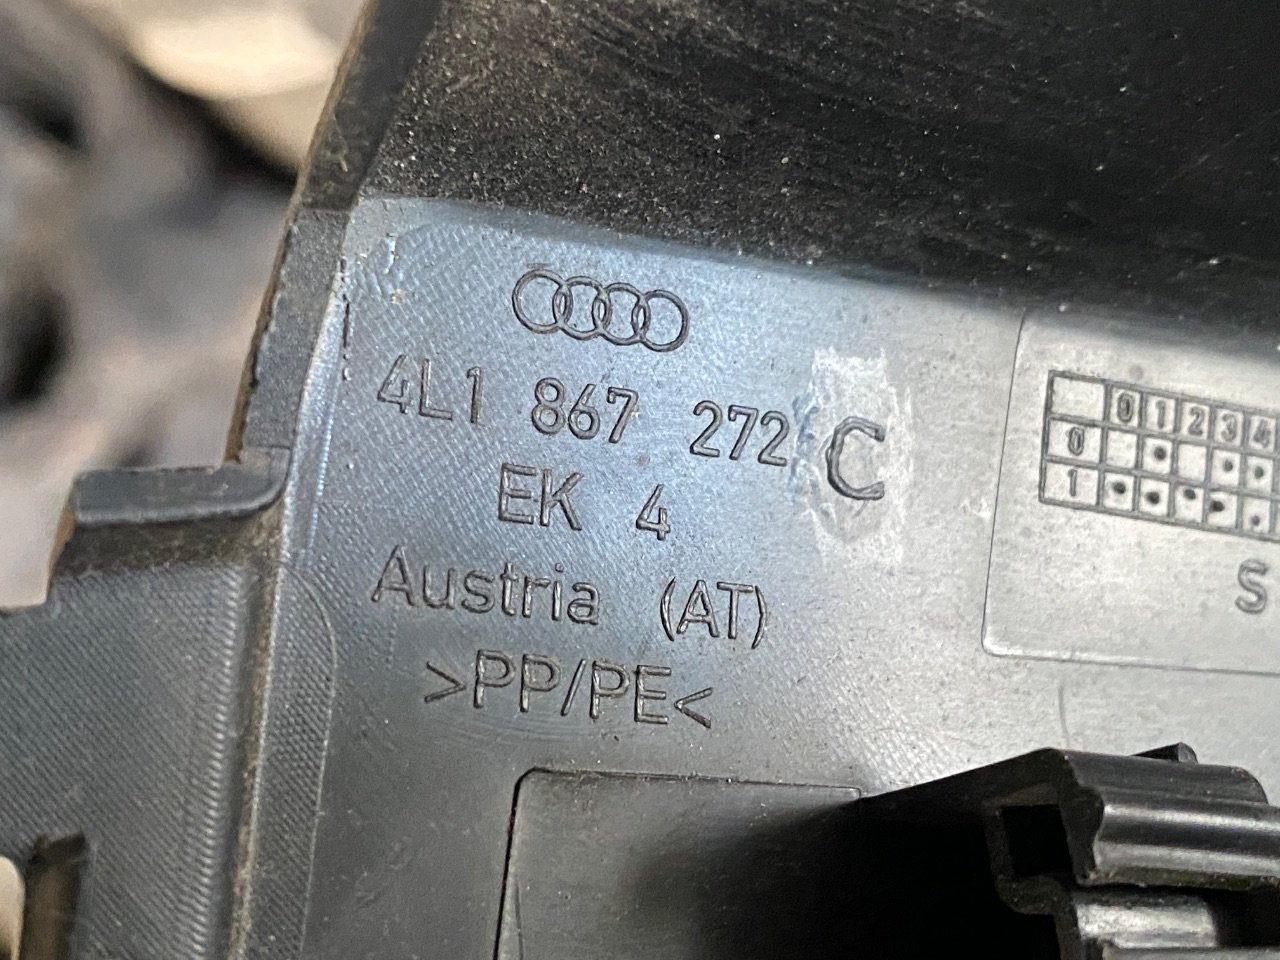 4L1 867 272 C
EK 4
Austria (AT)
>PP/PE<
0 1 2 3 4
0
1
S